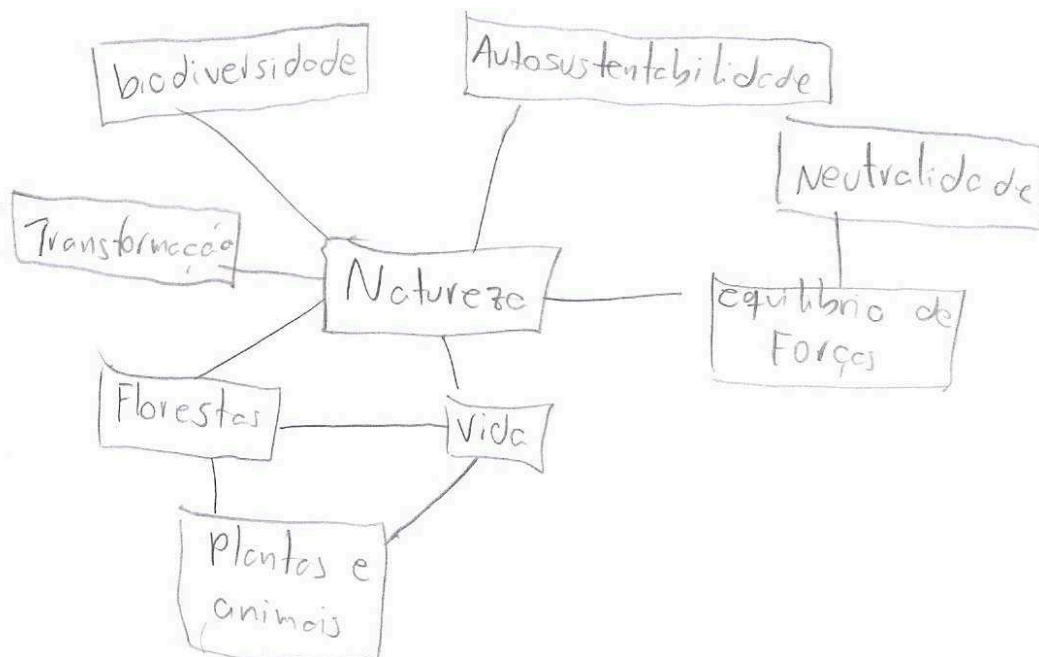 biodiversidade
Autosustentabilidade
Neutralidade
Transformação
Natureza
equilibrio de
Forças
Florestas
Vida
Plantas e
animais